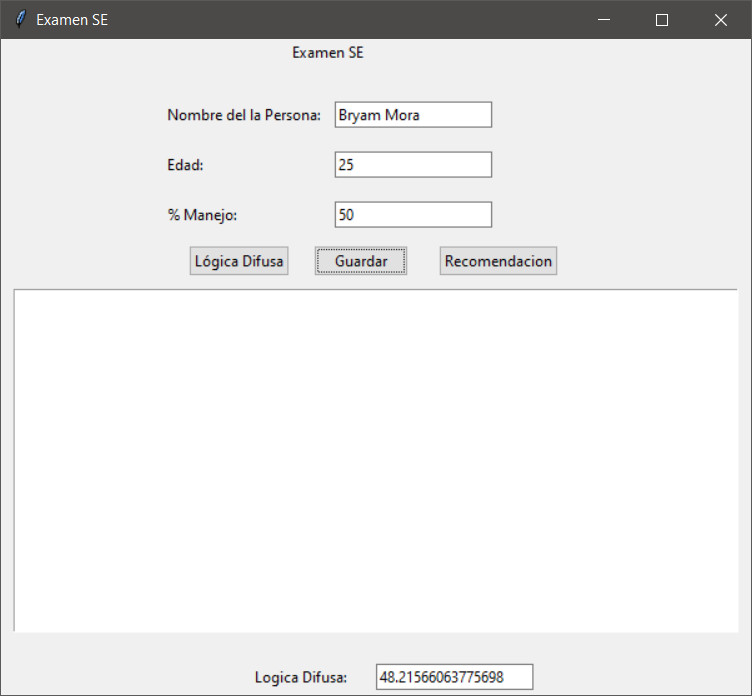 Examen SE
Examen SE
Nombre del la Persona: Bryam Mora
Edad: 25
% Manejo: 50
Lógica Difusa Guardar Recomendacion
Logica Difusa: 48.21566063775698